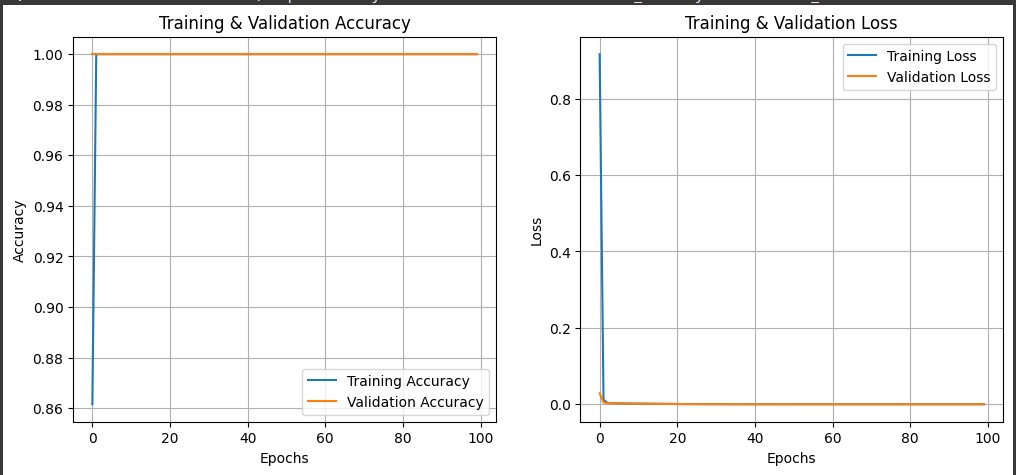 Training & Validation Accuracy
1.00
0.98
0.96
0.94
0.92
0.90
0.88
0.86
Accuracy
0
20
40
60
80
100
Epochs
Training Accuracy
Validation Accuracy
Training & Validation Loss
0.8
0.6
0.4
0.2
0.0
Loss
0
20
40
60
80
100
Epochs
Training Loss
Validation Loss